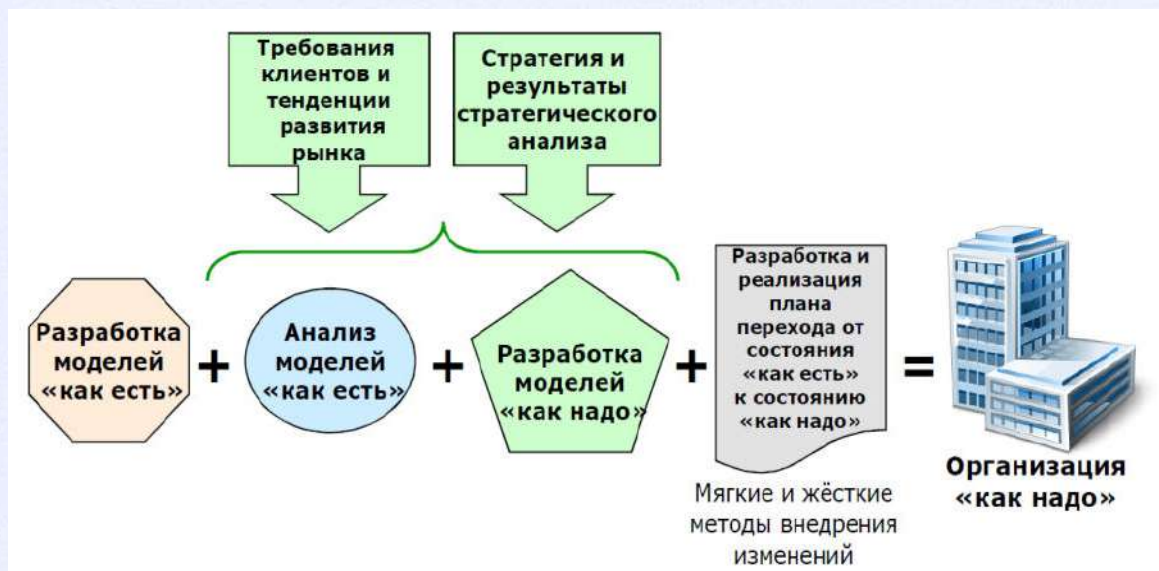 Требования
клиентов и
тенденции
развития
рынка
Стратегия и
результаты
стратегического
анализа
Разработка
моделей
«как есть»
+
Анализ
моделей
«как есть»
+
Разработка
моделей
«как надо»
+
Разработка и
реализация
плана
перехода от
состояния
«как есть»
к состоянию
«как надо»
=
Организация
«как надо»
Мягкие и жёсткие
методы внедрения
изменений